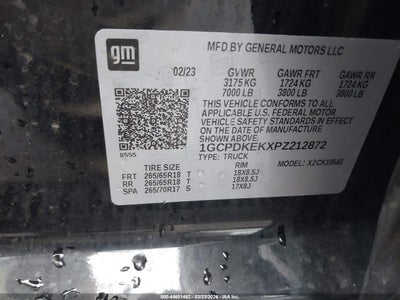 gm
MFD BY GENERAL MOTORS LLC
02/23 GVWR GAWR FRT GAWR RR
3175 KG 1724 KG 1724 KG
7000 LB 3800 LB 3800 LB
THIS VEHICLE CONFORMS TO ALL APPLICABLE
U.S. FEDERAL MOTOR VEHICLE SAFETY STANDARDS
IN EFFECT ON THE DATE OF
MANUFACTURE SHOWN ABOVE.
1GCPDKEKXPZ212872
8555 TYPE: TRUCK MODEL: X2CK10543
TIRE SIZE RIM
FRT 265/65R18 T 18X8.5J
RR 265/65R18 T 18X8.5J
SPA 265/70R17 S 17X8J